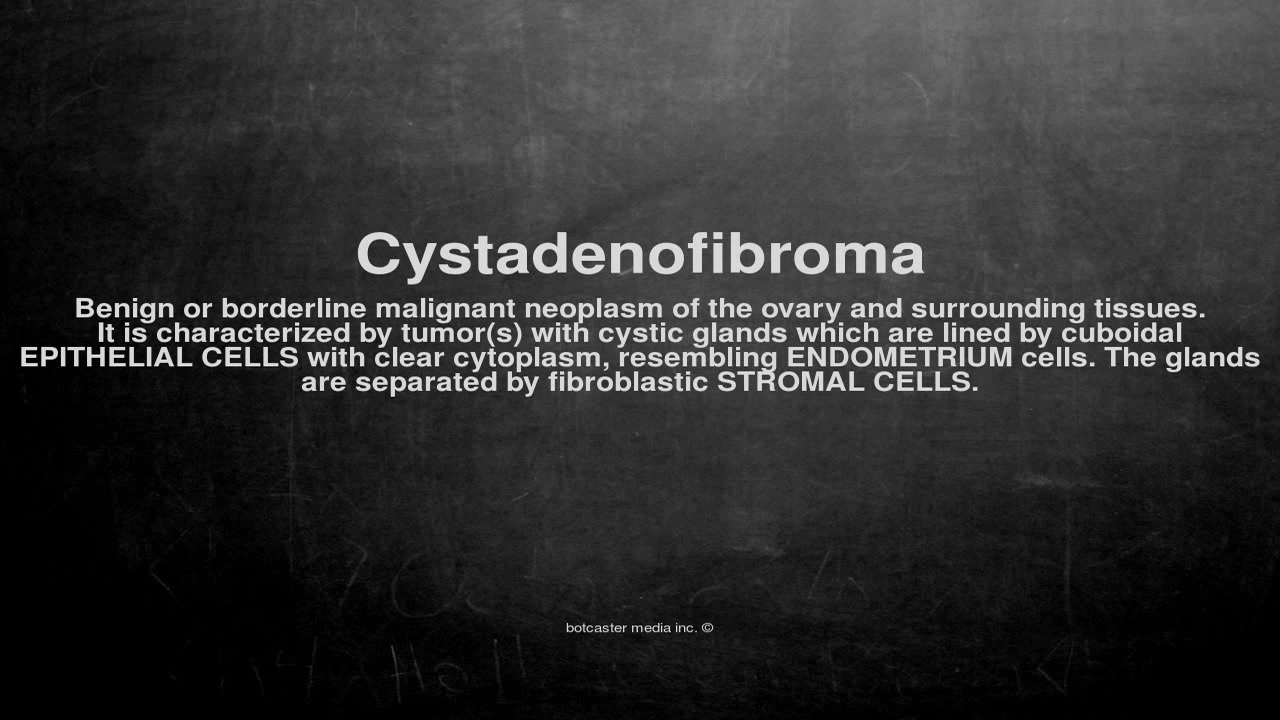 Cystadenofibroma
Benign or borderline malignant neoplasm of the ovary and surrounding tissues.
It is characterized by tumor(s) with cystic glands which are lined by cuboidal
EPITHELIAL CELLS with clear cytoplasm, resembling ENDOMETRIUM cells. The glands
are separated by fibroblastic STROMAL CELLS.
botcaster media inc. ©